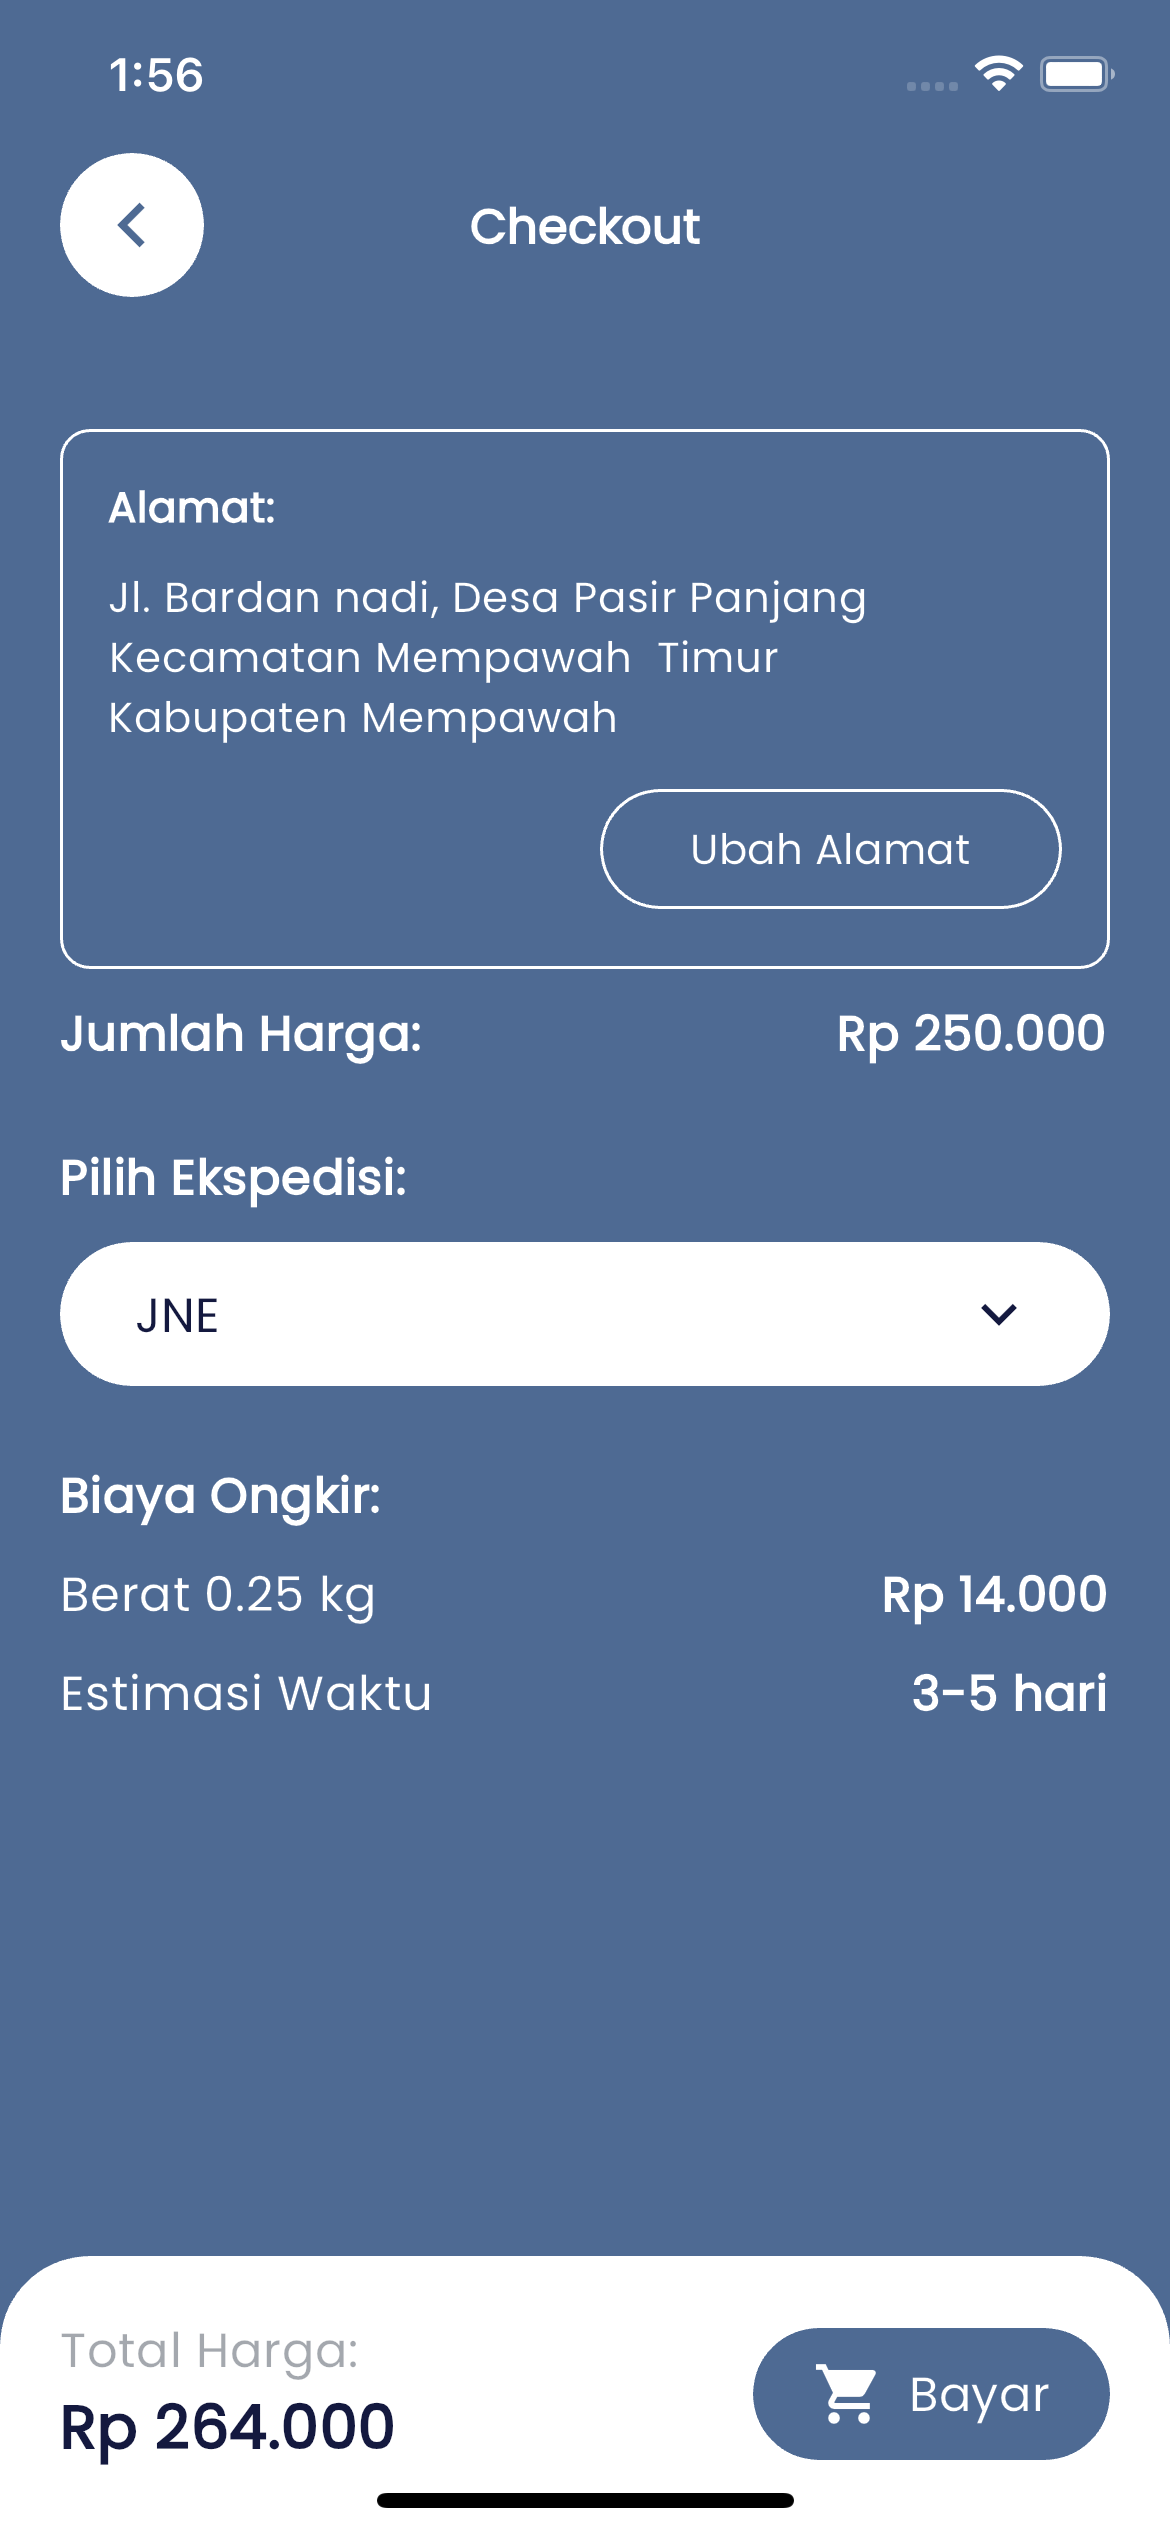 1:56
Checkout
Alamat:
Jl. Bardan nadi, Desa Pasir Panjang
Kecamatan Mempawah  Timur
Kabupaten Mempawah
Ubah Alamat
Jumlah Harga: Rp 250.000
Pilih Ekspedisi:
JNE
Biaya Ongkir:
Berat 0.25 kg Rp 14.000
Estimasi Waktu 3-5 hari
Total Harga:
Rp 264.000
Bayar